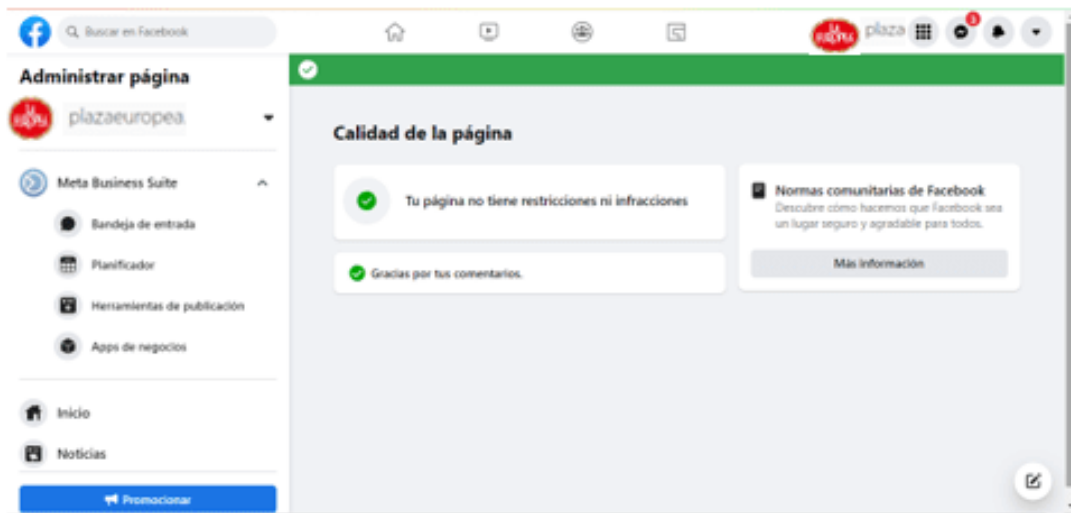 Buscar en Facebook
plaza
3
Administrar página
plazaeuropea
Calidad de la página
Meta Business Suite
Tu página no tiene restricciones ni infracciones
Normas comunitarias de Facebook
Descubre cómo hacemos que Facebook sea
un lugar seguro y agradable para todos.
Bandeja de entrada
Planificador
Gracias por tus comentarios.
Más información
Herramientas de publicación
Apps de negocios
Inicio
Noticias
Promocionar